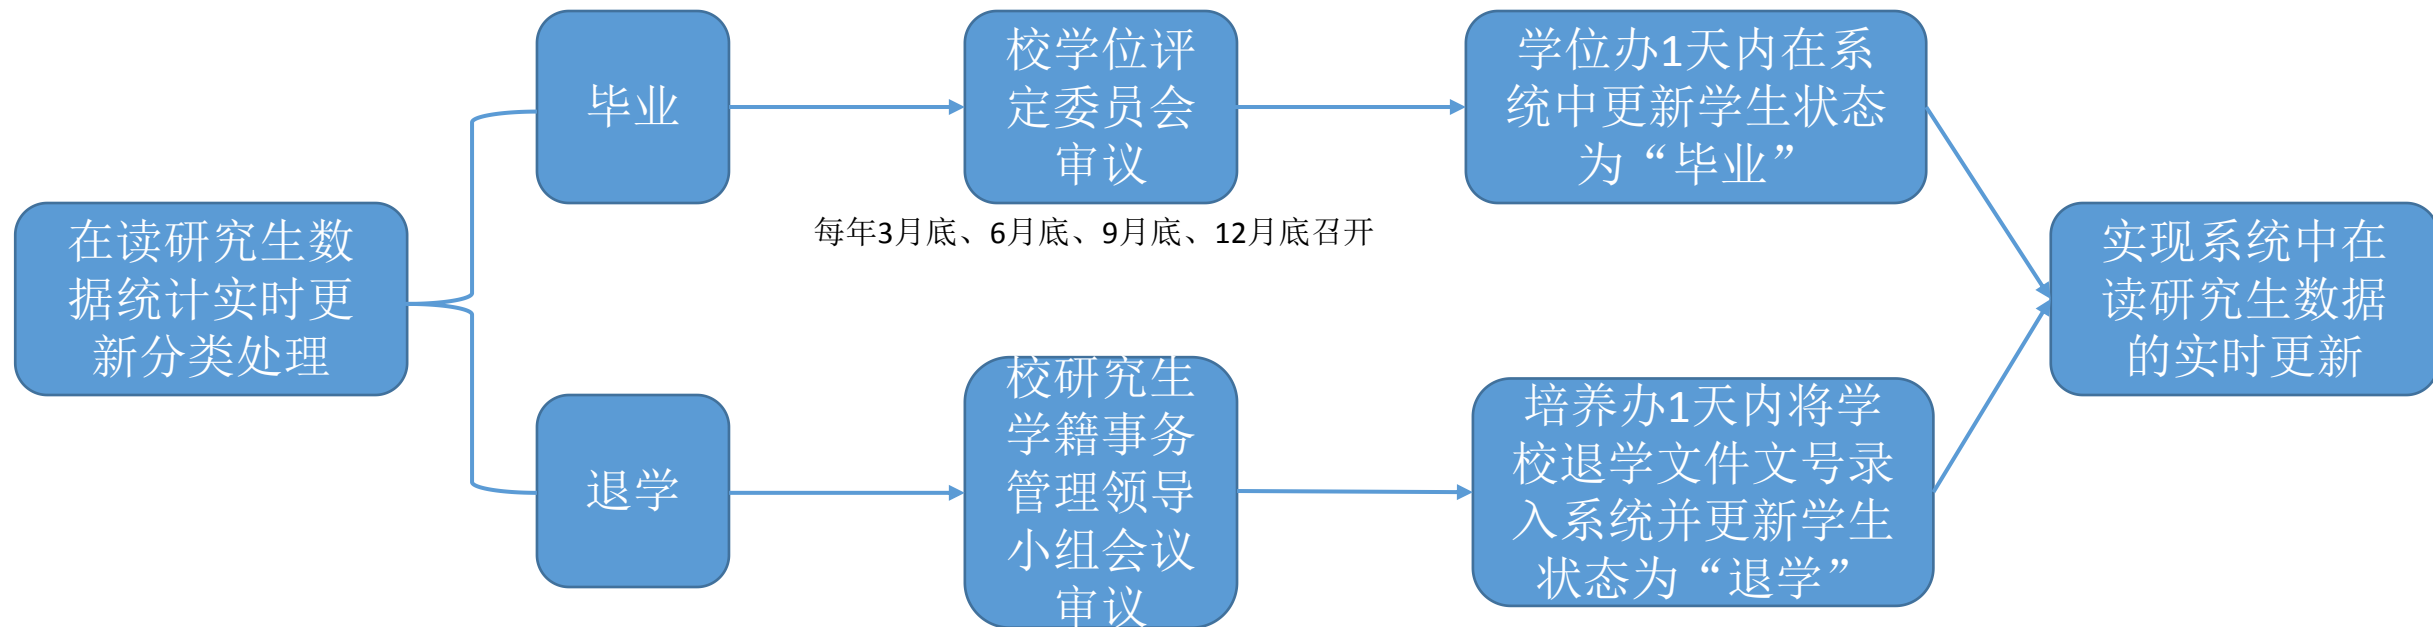 在读研究生数
据统计实时更
新分类处理
毕业
校学位评
定委员会
审议
每年3月底、6月底、9月底、12月底召开
学位办1天内在系
统中更新学生状态
为“毕业”
退学
校研究生
学籍事务
管理领导
小组会议
审议
培养办1天内将学
校退学文件文号录
入系统并更新学生
状态为“退学”
实现系统中在
读研究生数据
的实时更新